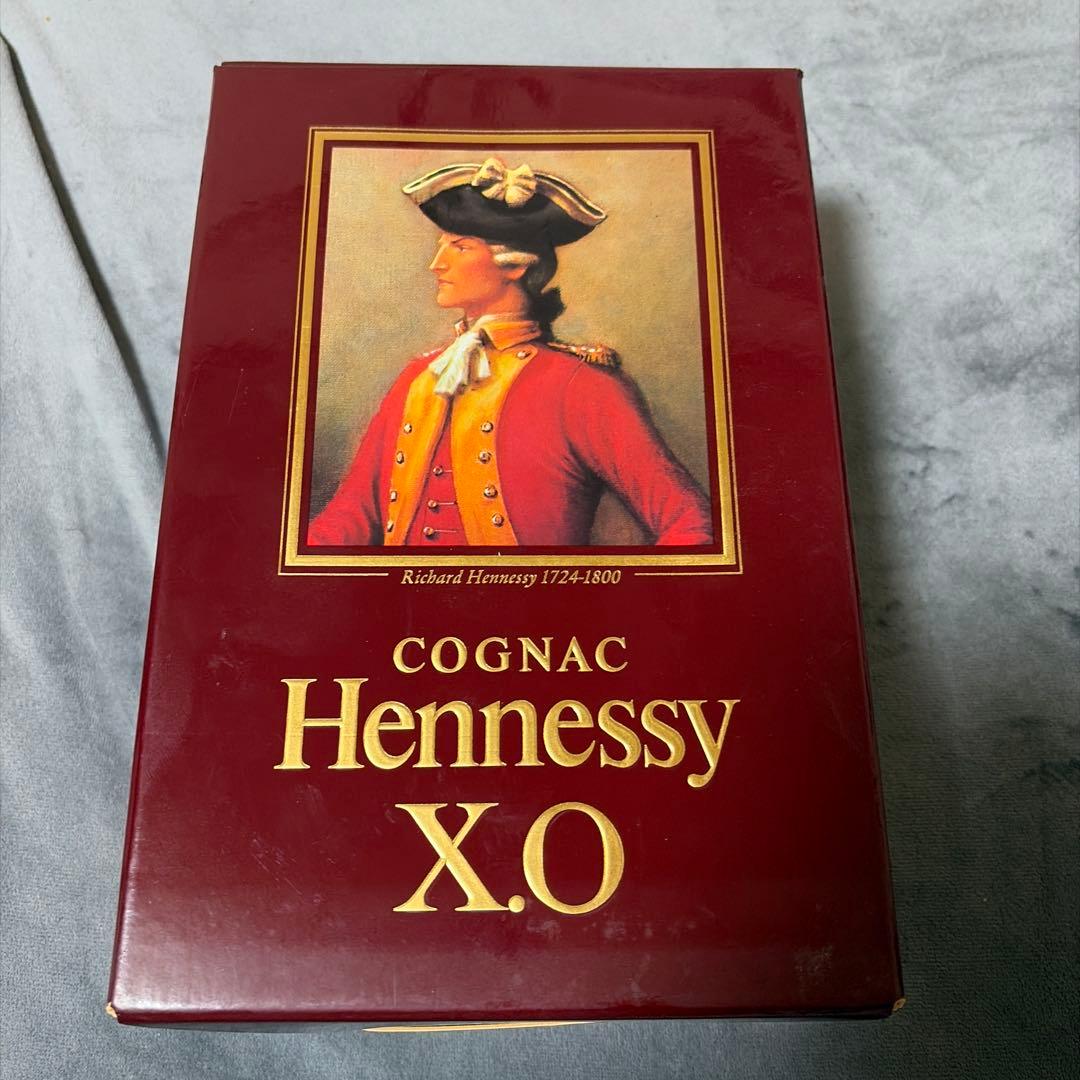 Richard Hennessy 1724-1800
COGNAC
Hennessy
X.O